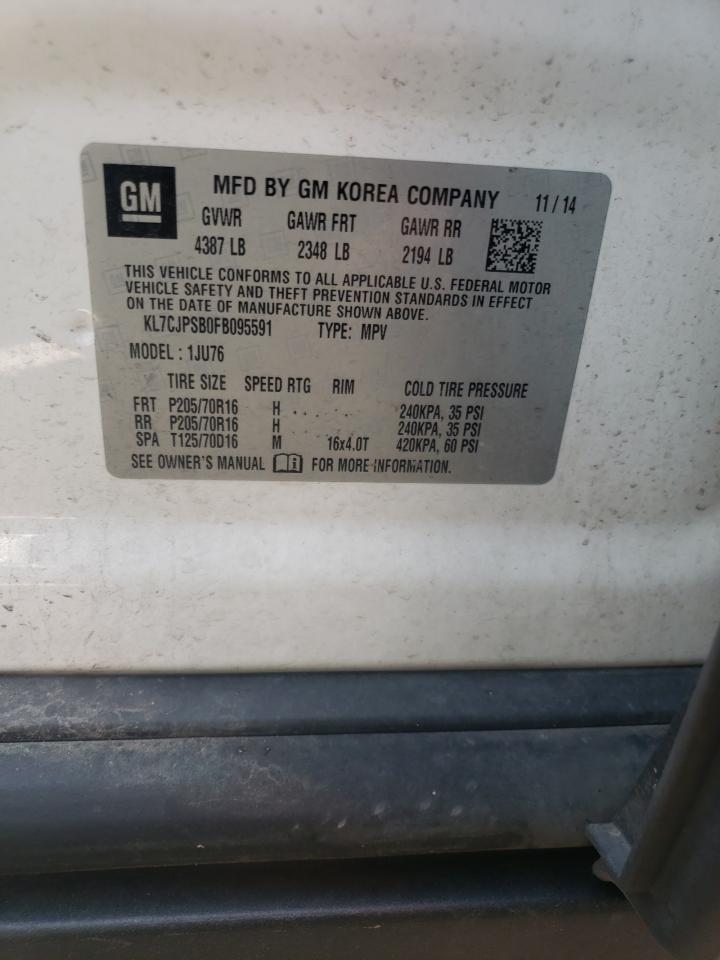 GM MFD BY GM KOREA COMPANY 11/14
GVWR GAWR FRT GAWR RR
4387 LB 2348 LB 2194 LB
THIS VEHICLE CONFORMS TO ALL APPLICABLE U.S. FEDERAL MOTOR
VEHICLE SAFETY AND THEFT PREVENTION STANDARDS IN EFFECT
ON THE DATE OF MANUFACTURE SHOWN ABOVE.
KL7CJPSB0FB095591 TYPE: MPV
MODEL : 1JU76
TIRE SIZE SPEED RTG RIM COLD TIRE PRESSURE
FRT P205/70R16 H . . . . . . 240KPA, 35 PSI
RR P205/70R16 H . . . . . . 240KPA, 35 PSI
SPA T125/70D16 M 16x4.0T 420KPA, 60 PSI
SEE OWNER'S MANUAL FOR MORE INFORMATION.